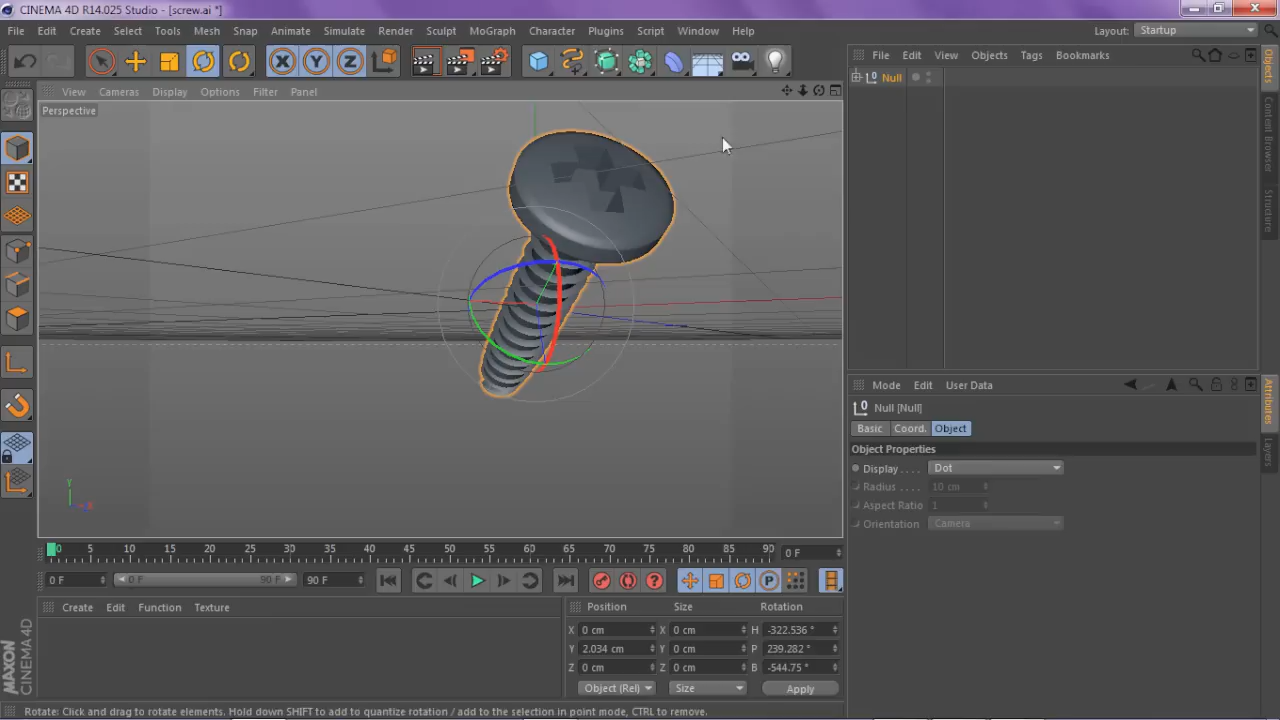 CINEMA 4D R14.025 Studio - [screw.ai *]
File Edit Create Select Tools Mesh Snap Animate Simulate Render Sculpt MoGraph Character Plugins Script Window Help Layout: Startup
X Y Z
File Edit View Objects Tags Bookmarks
Null
View Cameras Display Options Filter Panel
Perspective
Y
X
Objects
Content Browser
Structure
Mode Edit User Data
Null [Null]
Basic Coord. Object
Object Properties
Display . . . . Dot
Radius . . . . 10 cm
Aspect Ratio 1
Orientation Camera
Attributes
Layers
0 5 10 15 20 25 30 35 40 45 50 55 60 65 70 75 80 85 90 0 F
0 F 0 F 90 F 90 F
P
Create Edit Function Texture
Position Size Rotation
X 0 cm X 0 cm H -322.536 °
Y 2.034 cm Y 0 cm P 239.282 °
Z 0 cm Z 0 cm B -544.75 °
Object (Rel) Size Apply
MAXON
CINEMA 4D
Rotate: Click and drag to rotate elements. Hold down SHIFT to add to quantize rotation / add to the selection in point mode, CTRL to remove.